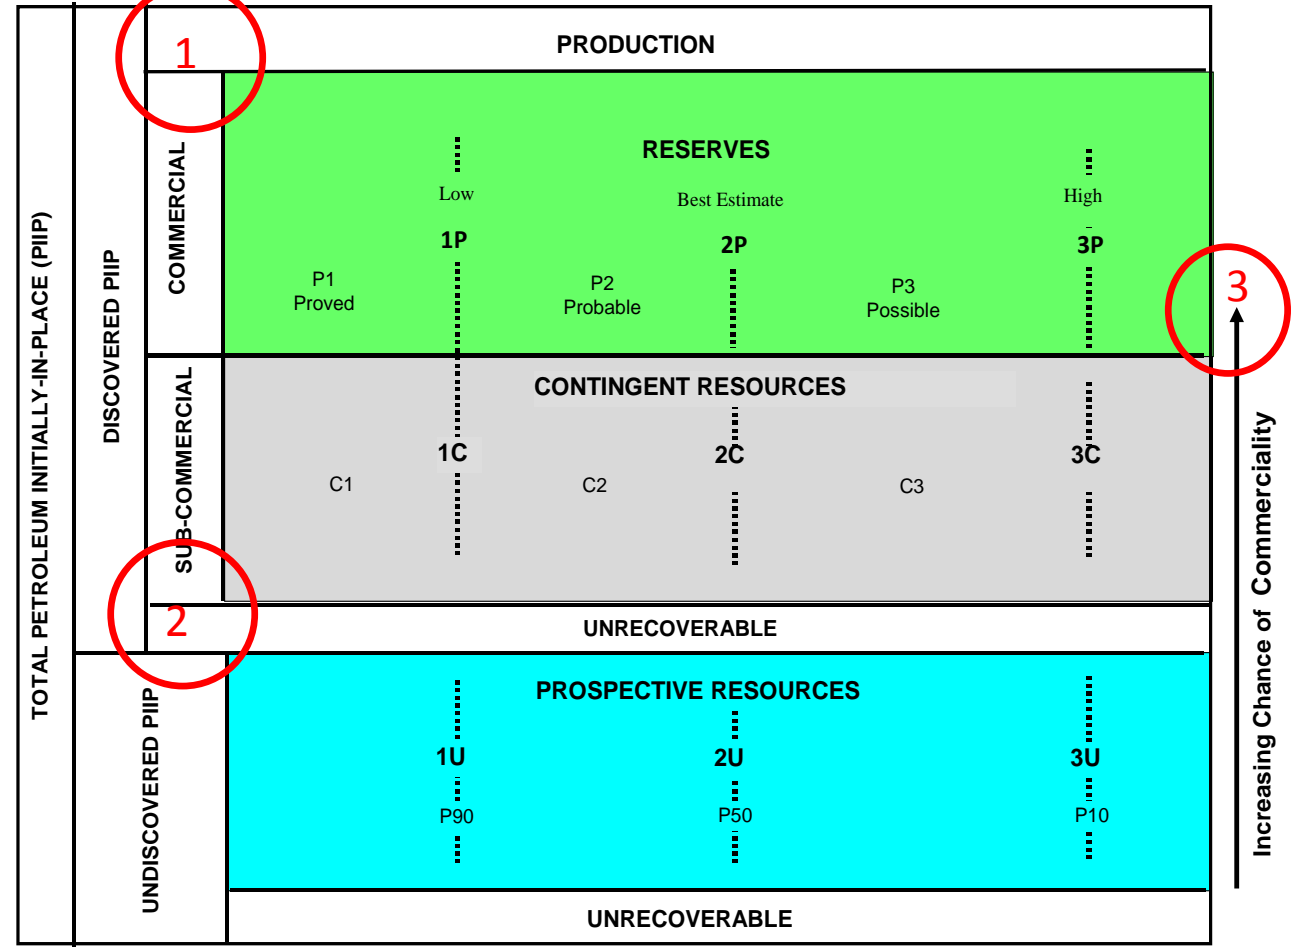 1
PRODUCTION
TOTAL PETROLEUM INITIALLY-IN-PLACE (PIIP)
DISCOVERED PIIP
COMMERCIAL
RESERVES
Low
Best Estimate
High
1P
2P
3P
P1
Proved
P2
Probable
P3
Possible
3
SUB-COMMERCIAL
CONTINGENT RESOURCES
1C
2C
3C
C1
C2
C3
2
UNRECOVERABLE
UNDISCOVERED PIIP
PROSPECTIVE RESOURCES
1U
2U
3U
P90
P50
P10
UNRECOVERABLE
Increasing Chance of Commerciality